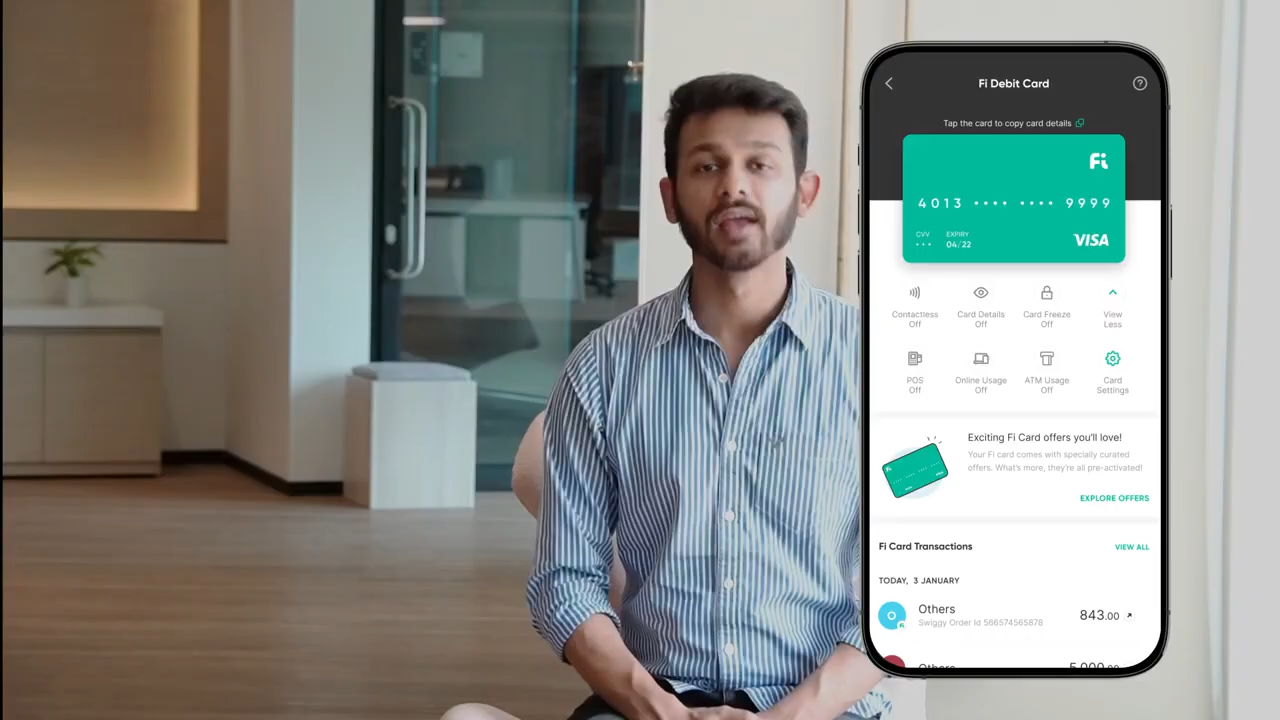 Fi Debit Card
Tap the card to copy card details
Fi
4013 •••• •••• 9999
CVV EXPIRY
••• 04/22
VISA
Contactless Card Details Card Freeze View
Off Off Off Less
POS Online Usage ATM Usage Card
Off Off Off Settings
Exciting Fi Card offers you'll love!
Your Fi card comes with specially curated
offers. What's more, they're all pre-activated!
EXPLORE OFFERS
Fi Card Transactions VIEW ALL
TODAY, 3 JANUARY
O Others 843.00
Swiggy Order Id 566574565678
Others 5,000.00